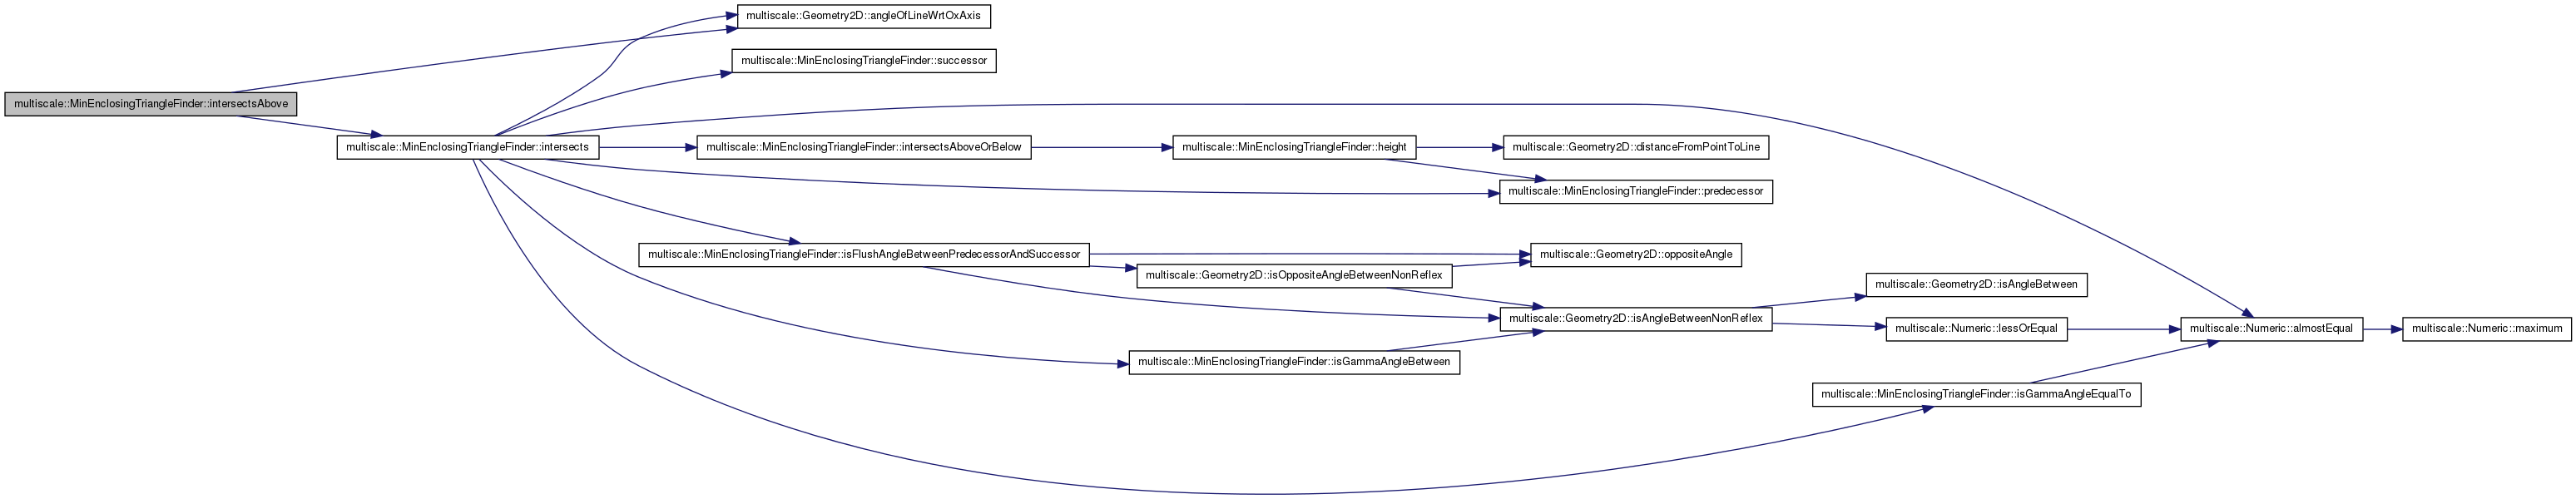 multiscale::Geometry2D::angleOfLineWrtOxAxis
multiscale::MinEnclosingTriangleFinder::successor
multiscale::MinEnclosingTriangleFinder::intersectsAbove
multiscale::MinEnclosingTriangleFinder::intersects
multiscale::MinEnclosingTriangleFinder::intersectsAboveOrBelow
multiscale::MinEnclosingTriangleFinder::height
multiscale::Geometry2D::distanceFromPointToLine
multiscale::MinEnclosingTriangleFinder::predecessor
multiscale::MinEnclosingTriangleFinder::isFlushAngleBetweenPredecessorAndSuccessor
multiscale::Geometry2D::oppositeAngle
multiscale::Geometry2D::isOppositeAngleBetweenNonReflex
multiscale::Geometry2D::isAngleBetween
multiscale::Geometry2D::isAngleBetweenNonReflex
multiscale::Numeric::lessOrEqual
multiscale::Numeric::almostEqual
multiscale::Numeric::maximum
multiscale::MinEnclosingTriangleFinder::isGammaAngleBetween
multiscale::MinEnclosingTriangleFinder::isGammaAngleEqualTo